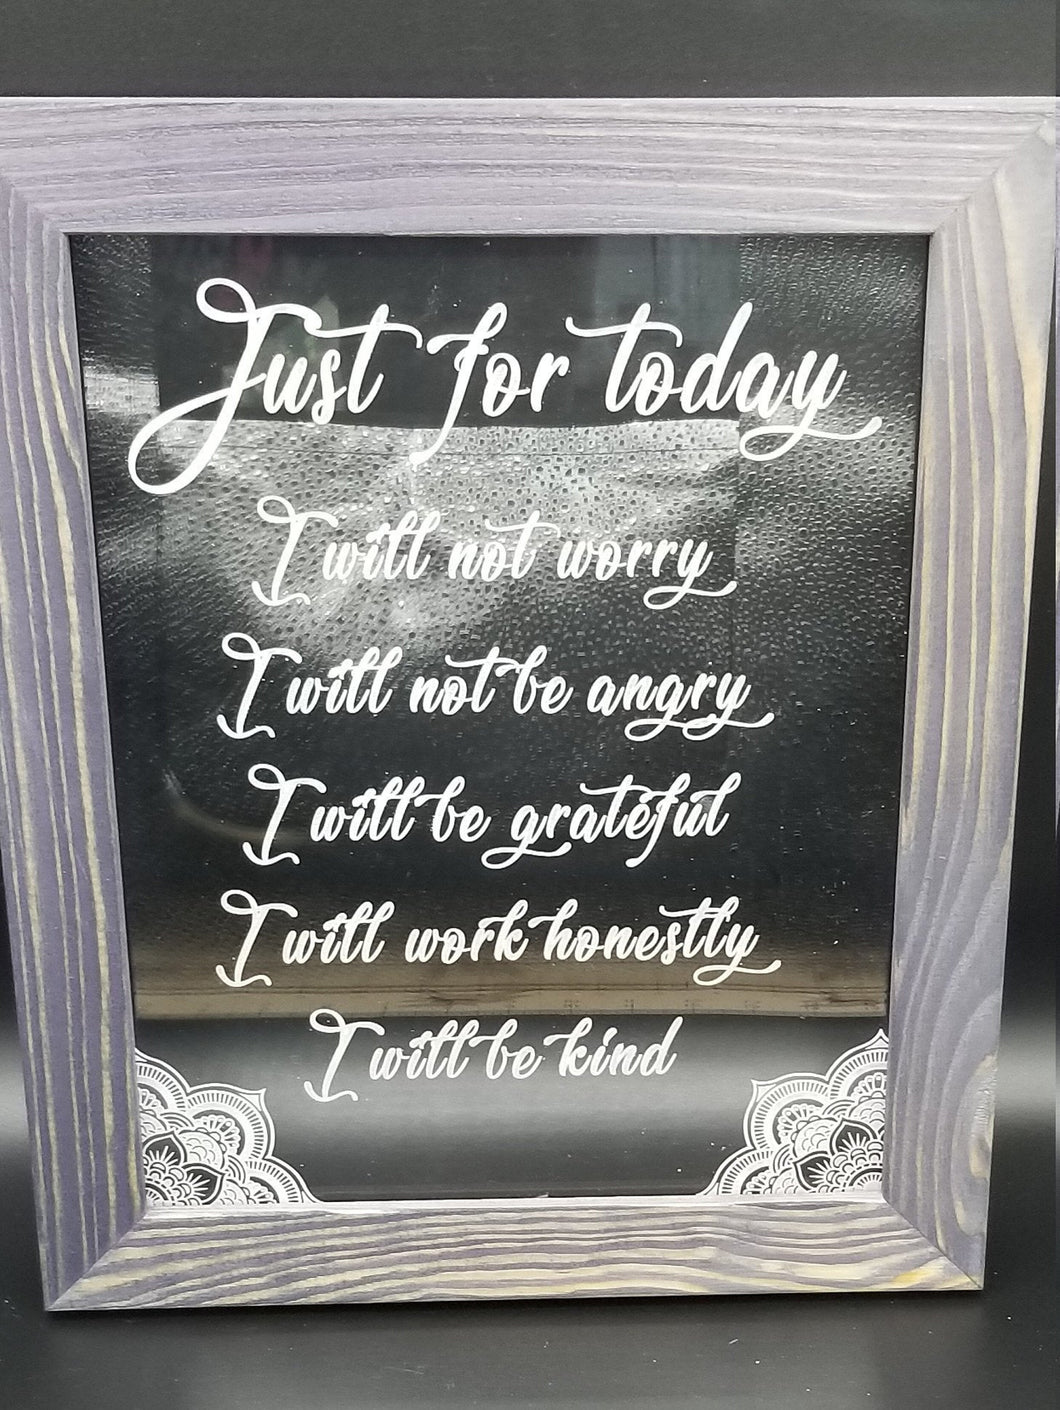 Just for today
I will not worry
I will not be angry
I will be grateful
I will work honestly
I will be kind